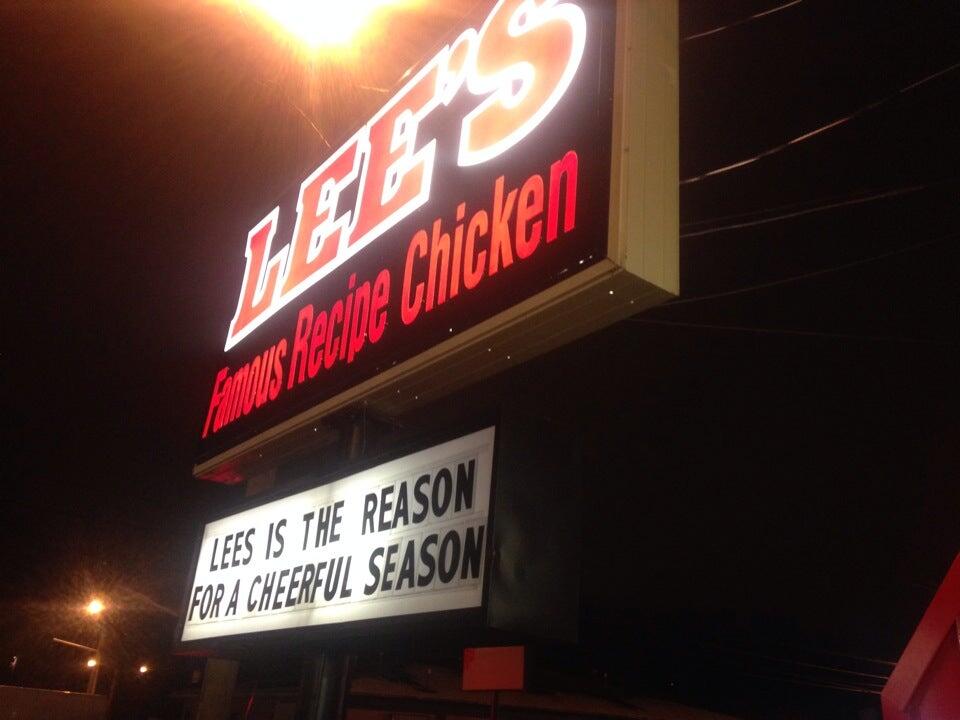 LEE'S
Famous Recipe Chicken
LEES IS THE REASON
FOR A CHEERFUL SEASON